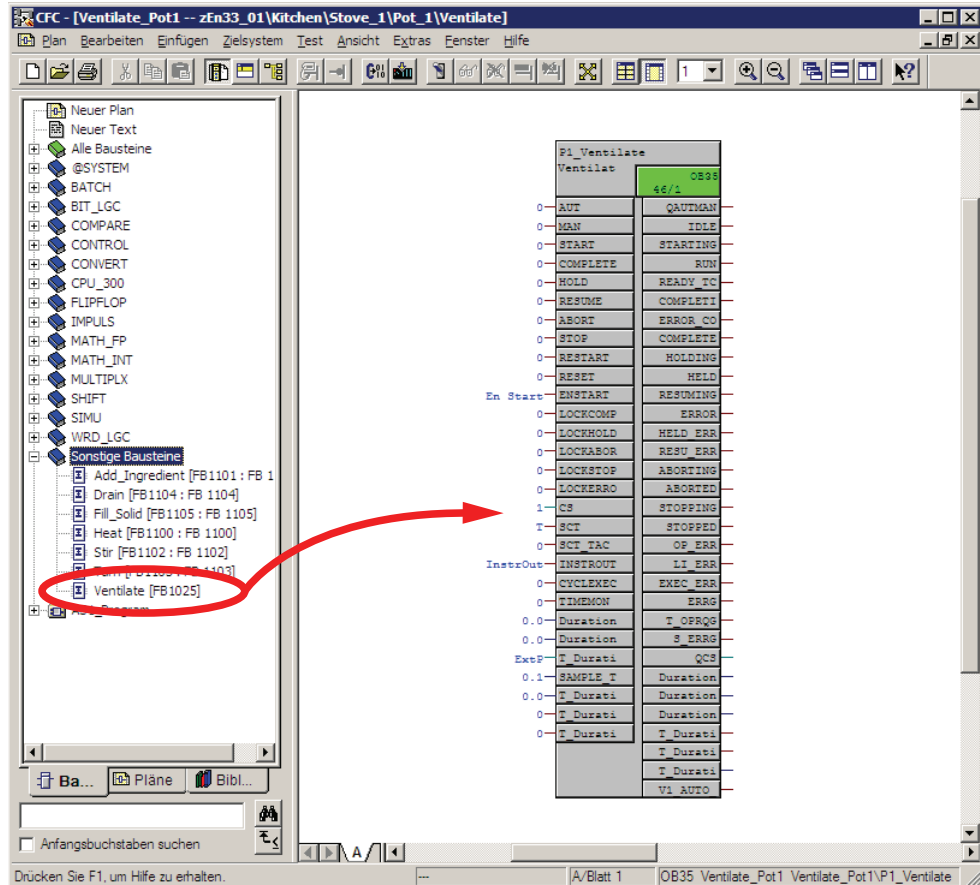 CFC - [Ventilate_Pot1 -- zEn33_01\Kitchen\Stove_1\Pot_1\Ventilate]
Plan Bearbeiten Einfügen Zielsystem Test Ansicht Extras Fenster Hilfe
1
Neuer Plan
Neuer Text
Alle Bausteine
@SYSTEM
BATCH
BIT_LGC
COMPARE
CONTROL
CONVERT
CPU_300
FLIPFLOP
IMPULS
MATH_FP
MATH_INT
MULTIPLX
SHIFT
SIMU
WRD_LGC
Sonstige Bausteine
Add_Ingredient [FB1101 : FB 1
Drain [FB1104 : FB 1104]
Fill_Solid [FB1105 : FB 1105]
Heat [FB1100 : FB 1100]
Stir [FB1102 : FB 1102]
Ventilate [FB1025]
Ba... Pläne Bibl...
Anfangsbuchstaben suchen
P1_Ventilate
Ventilat OB35
46/1
0 AUT QAUTMAN
0 MAN IDLE
0 START STARTING
0 COMPLETE RUN
0 HOLD READY_TC
0 RESUME COMPLETI
0 ABORT ERROR_CO
0 STOP COMPLETE
0 RESTART HOLDING
0 RESET HELD
En Start ENSTART RESUMING
0 LOCKCOMP ERROR
0 LOCKHOLD HELD_ERR
0 LOCKABOR RESU_ERR
0 LOCKSTOP ABORTING
0 LOCKERRO ABORTED
1 CS STOPPING
T SCT STOPPED
0 SCT_TAC OP_ERR
InstrOut INSTROUT LI_ERR
0 CYCLEXEC EXEC_ERR
0 TIMEMON ERRG
0.0 Duration T_OPRQG
0.0 Duration S_ERRG
ExtP T_Durati QCS
0.1 SAMPLE_T Duration
0.0 T_Durati Duration
0 T_Durati Duration
0 T_Durati T_Durati
T_Durati
T_Durati
V1_AUTO_
A
Drücken Sie F1, um Hilfe zu erhalten. --- A/Blatt 1 OB35 Ventilate_Pot1 Ventilate_Pot1\P1_Ventilate